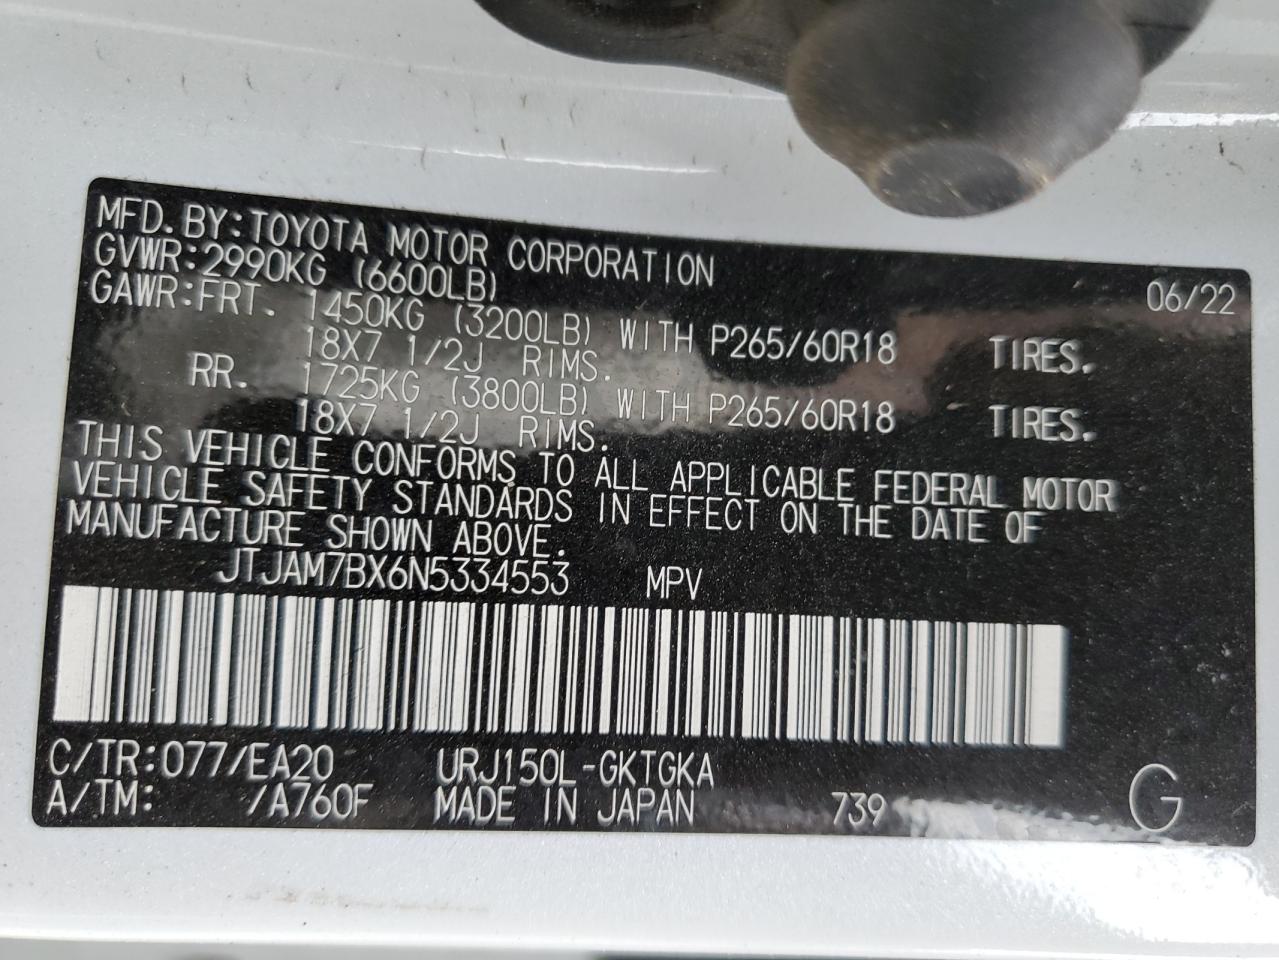 MFD.BY:TOYOTA MOTOR CORPORATION 06/22
GVWR:2990KG (6600LB)
GAWR:FRT. 1450KG (3200LB) WITH P265/60R18 TIRES.
18X7 1/2J RIMS.
RR. 1725KG (3800LB) WITH P265/60R18 TIRES.
18X7 1/2J RIMS.
THIS VEHICLE CONFORMS TO ALL APPLICABLE FEDERAL MOTOR
VEHICLE SAFETY STANDARDS IN EFFECT ON THE DATE OF
MANUFACTURE SHOWN ABOVE.
JTJAM7BX6N5334553 MPV
C/TR:077/EA20 URJ150L-GKTGKA
A/TM: /A760F MADE IN JAPAN 739 G